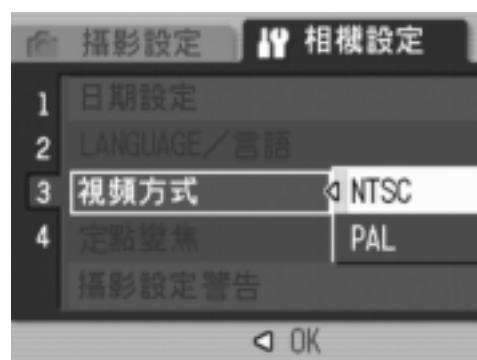 攝影設定 相機設定
1 日期設定
2 LANGUAGE／言語
3 視頻方式 NTSC
4 定點變焦 PAL
攝影設定警告
OK